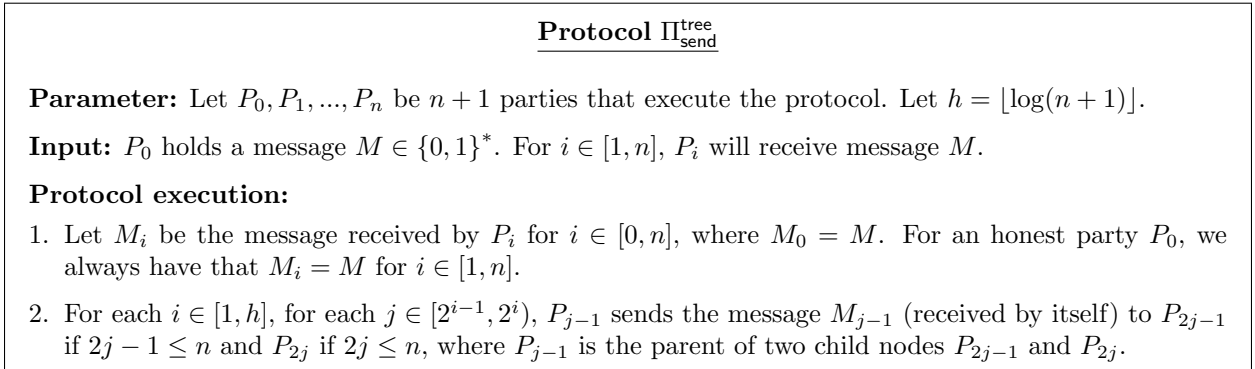 Protocol Π^tree_send
Parameter: Let P_0, P_1, ..., P_n be n + 1 parties that execute the protocol. Let h = ⌊log(n + 1)⌋.
Input: P_0 holds a message M ∈ {0, 1}^*. For i ∈ [1, n], P_i will receive message M.
Protocol execution:
1. Let M_i be the message received by P_i for i ∈ [0, n], where M_0 = M. For an honest party P_0, we
always have that M_i = M for i ∈ [1, n].
2. For each i ∈ [1, h], for each j ∈ [2^{i−1}, 2^i), P_{j−1} sends the message M_{j−1} (received by itself) to P_{2j−1}
if 2j − 1 ≤ n and P_{2j} if 2j ≤ n, where P_{j−1} is the parent of two child nodes P_{2j−1} and P_{2j}.